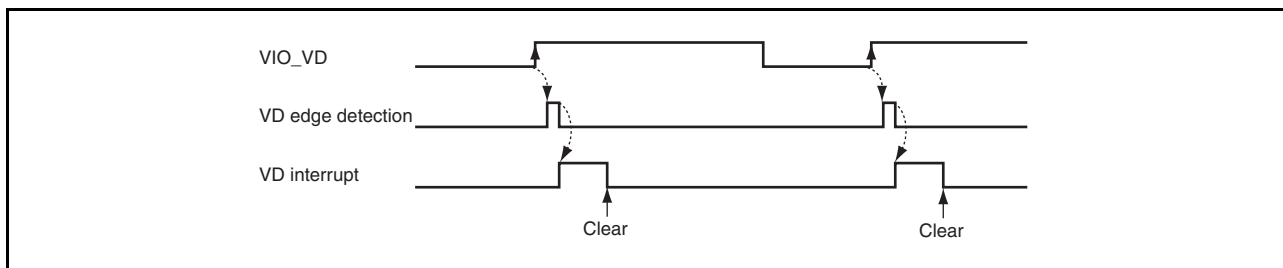 VIO_VD
VD edge detection
VD interrupt
Clear
Clear